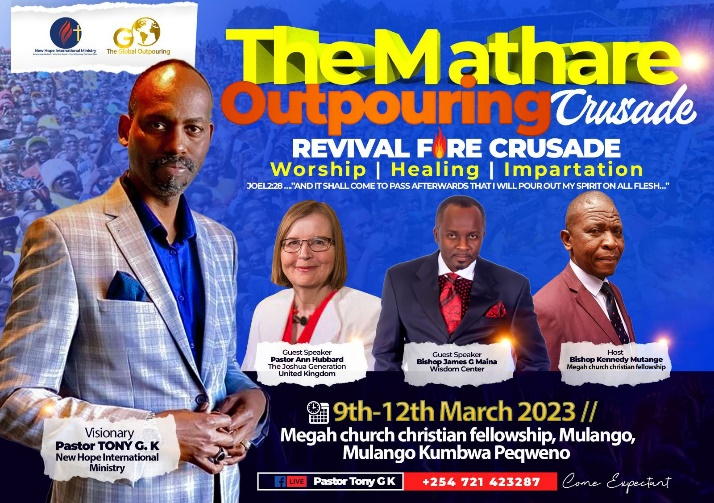 New Hope International Ministry
GO
The Global Outpouring
The Mathare
Outpouring Crusade
REVIVAL FIRE CRUSADE
Worship | Healing | Impartation
JOEL2:28 ...."AND IT SHALL COME TO PASS AFTERWARDS THAT I WILL POUR OUT MY SPIRIT ON ALL FLESH..."
Guest Speaker
Pastor Ann Hubbard
The Joshua Generation
United Kingdom
Guest Speaker
Bishop James G Maina
Wisdom Center
Host
Bishop Kennedy Mutange
Megah church christian fellowship
Visionary
Pastor TONY G. K
New Hope International
Ministry
9th-12th March 2023 //
Megah church christian fellowship, Mulango,
Mulango Kumbwa Peqweno
f LIVE Pastor Tony G K +254 721 423287 Come Expectant